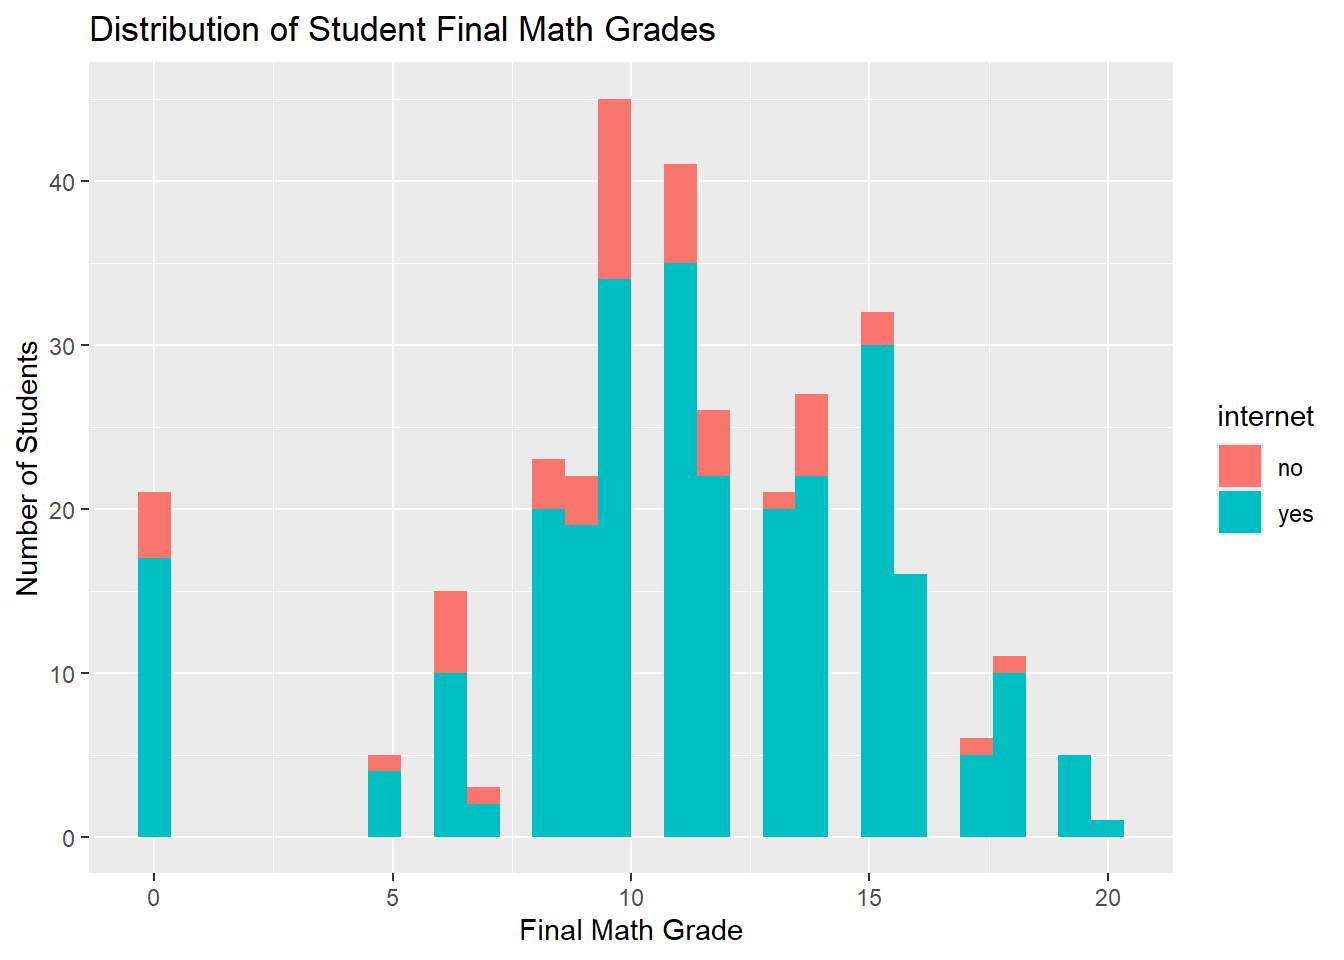 Distribution of Student Final Math Grades
Number of Students
40
30
20
10
0
0 5 10 15 20
Final Math Grade
internet
no
yes